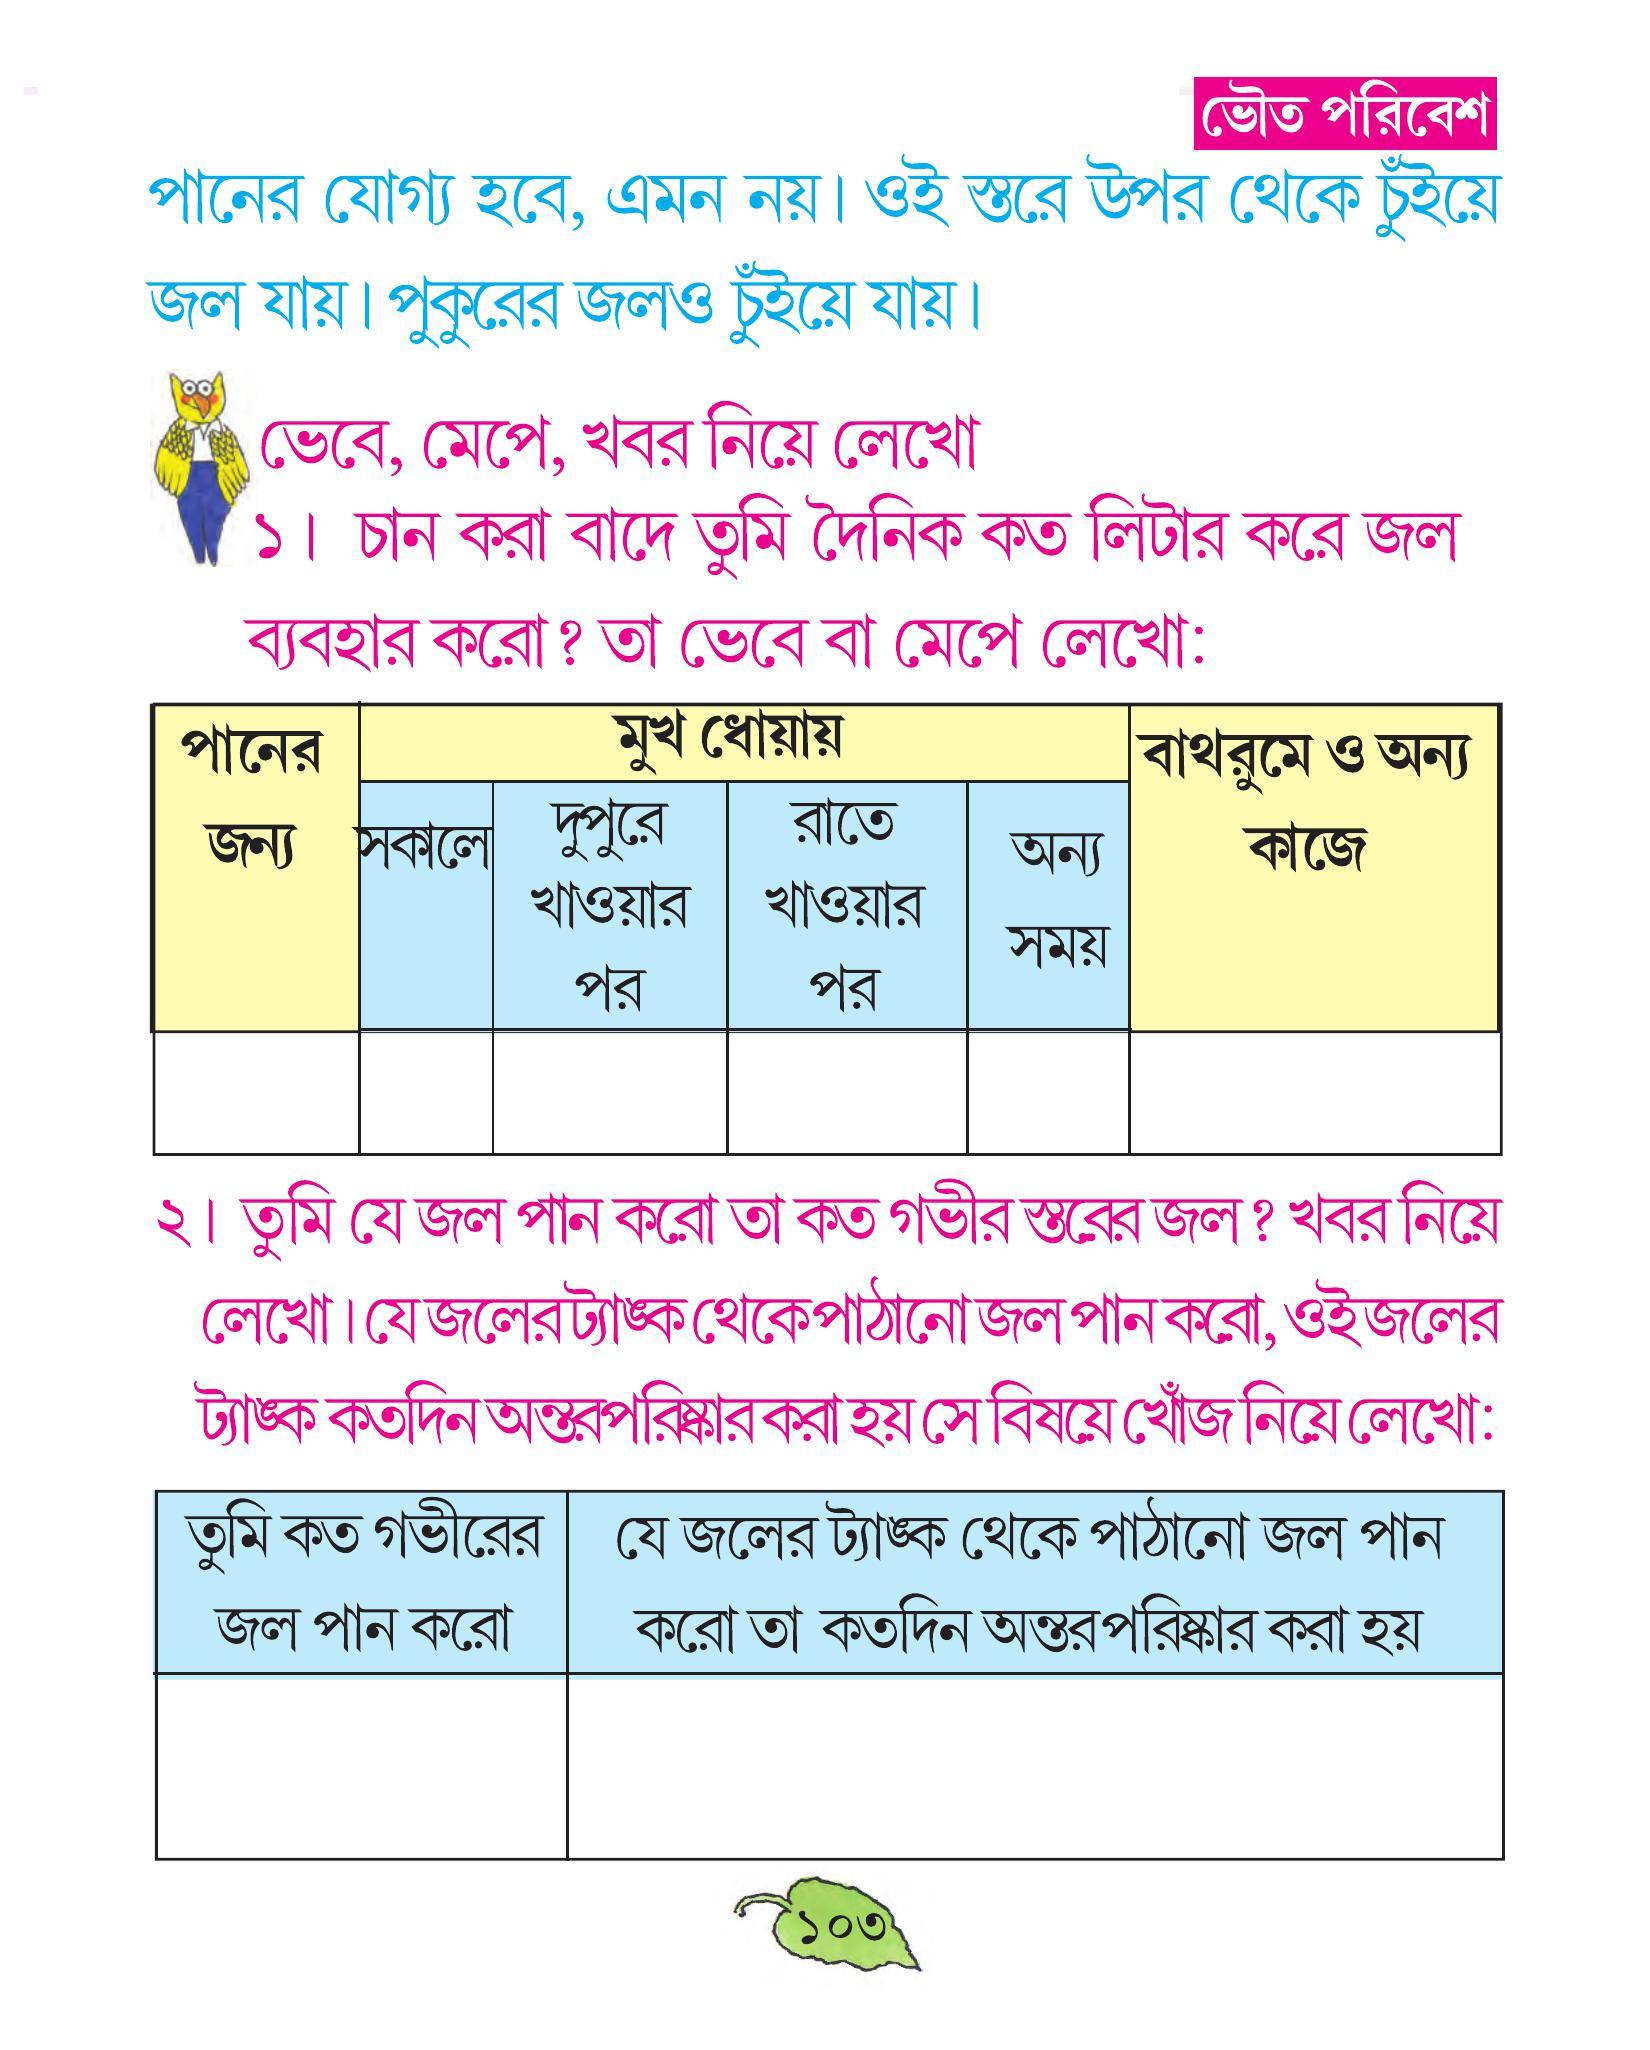 ভৌত পরিবেশ
পানের যোগ্য হবে, এমন নয়। ওই স্তরে উপর থেকে চুঁইয়ে
জল যায়। পুকুরের জলও চুঁইয়ে যায়।
ভেবে, মেপে, খবর নিয়ে লেখো
১। চান করা বাদে তুমি দৈনিক কত লিটার করে জল
ব্যবহার করো? তা ভেবে বা মেপে লেখো:
পানের
জন্য
মুখ ধোয়ায়
সকালে
দুপুরে
খাওয়ার
পর
রাতে
খাওয়ার
পর
অন্য
সময়
বাথরুমে ও অন্য
কাজে
২। তুমি যে জল পান করো তা কত গভীর স্তরের জল? খবর নিয়ে
লেখো। যে জলের ট্যাঙ্ক থেকে পাঠানো জল পান করো, ওই জলের
ট্যাঙ্ক কতদিন অন্তর পরিষ্কার করা হয় সে বিষয়ে খোঁজ নিয়ে লেখো:
তুমি কত গভীরের
জল পান করো
যে জলের ট্যাঙ্ক থেকে পাঠানো জল পান
করো তা কতদিন অন্তর পরিষ্কার করা হয়
১০৩